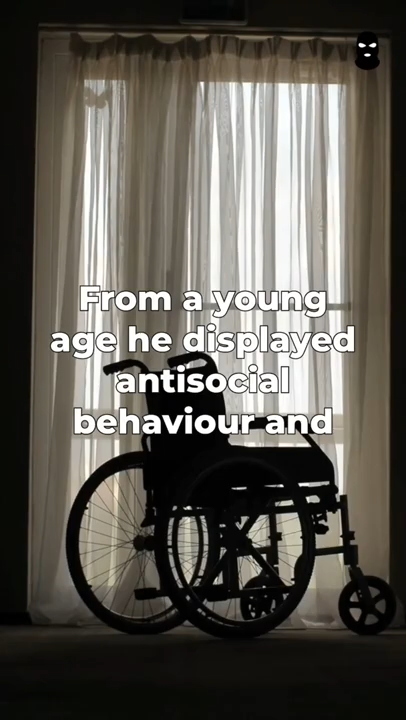 From a young
age he displayed
antisocial
behaviour and